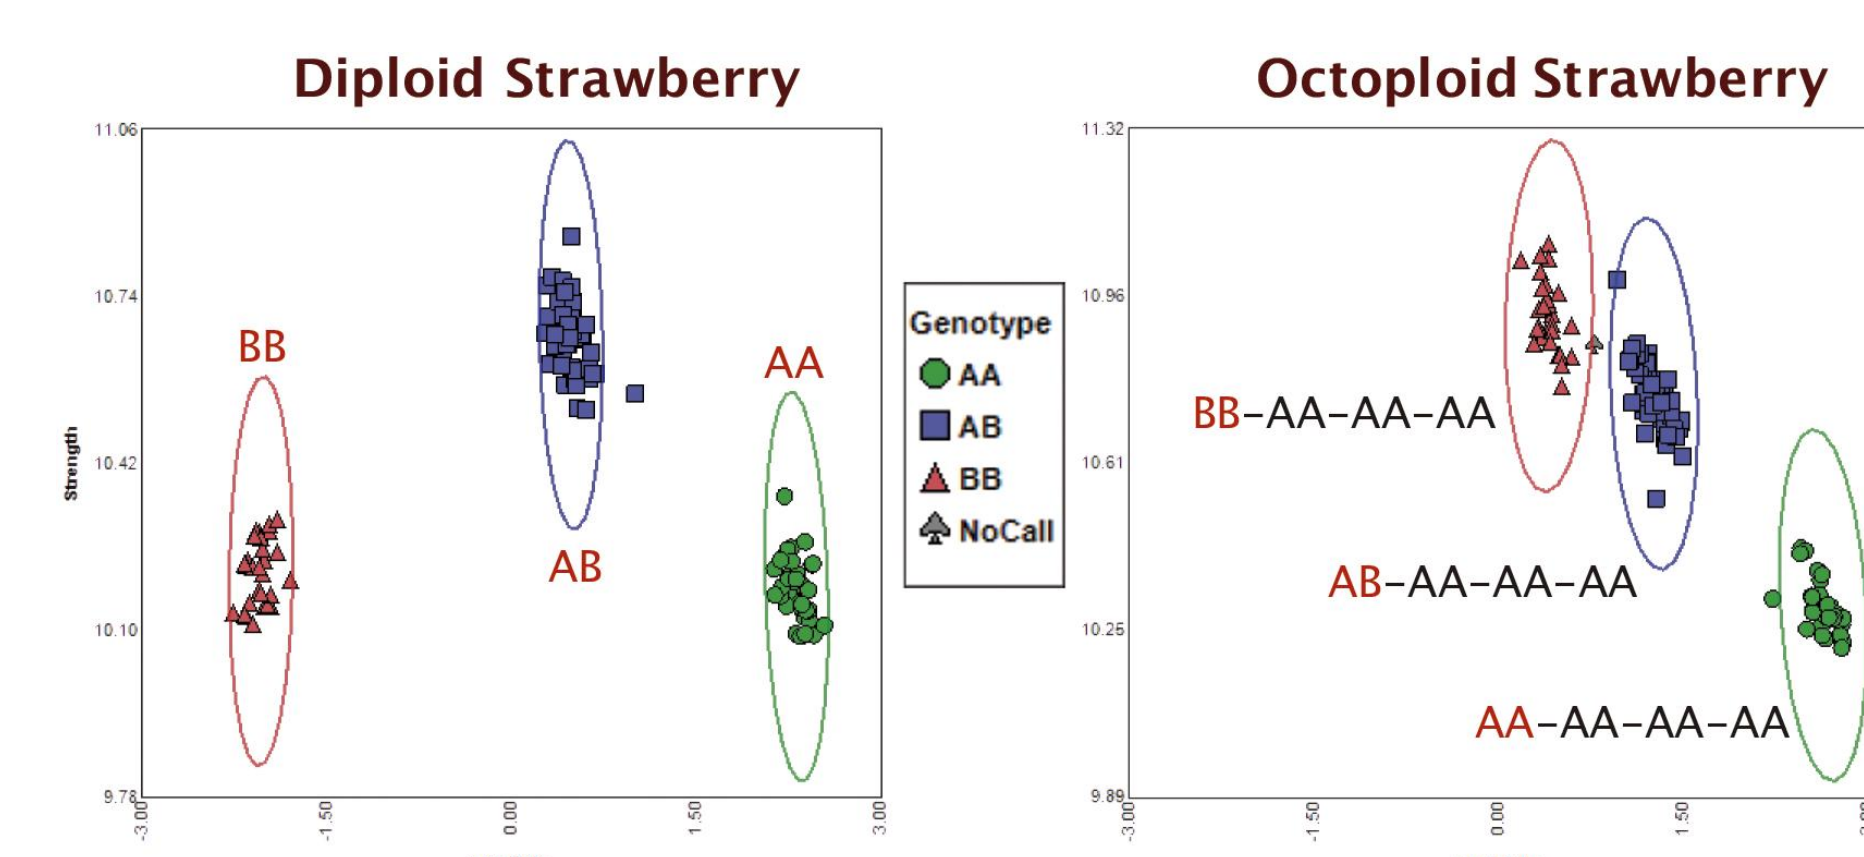 Diploid Strawberry
11.06
10.74
10.42
10.10
9.78
Strength
-3.00
-1.50
0.00
1.50
3.00
BB
AB
AA
Genotype
AA
AB
BB
NoCall
Octoploid Strawberry
11.32
10.96
10.61
10.25
9.89
-3.00
-1.50
0.00
1.50
BB-AA-AA-AA
AB-AA-AA-AA
AA-AA-AA-AA